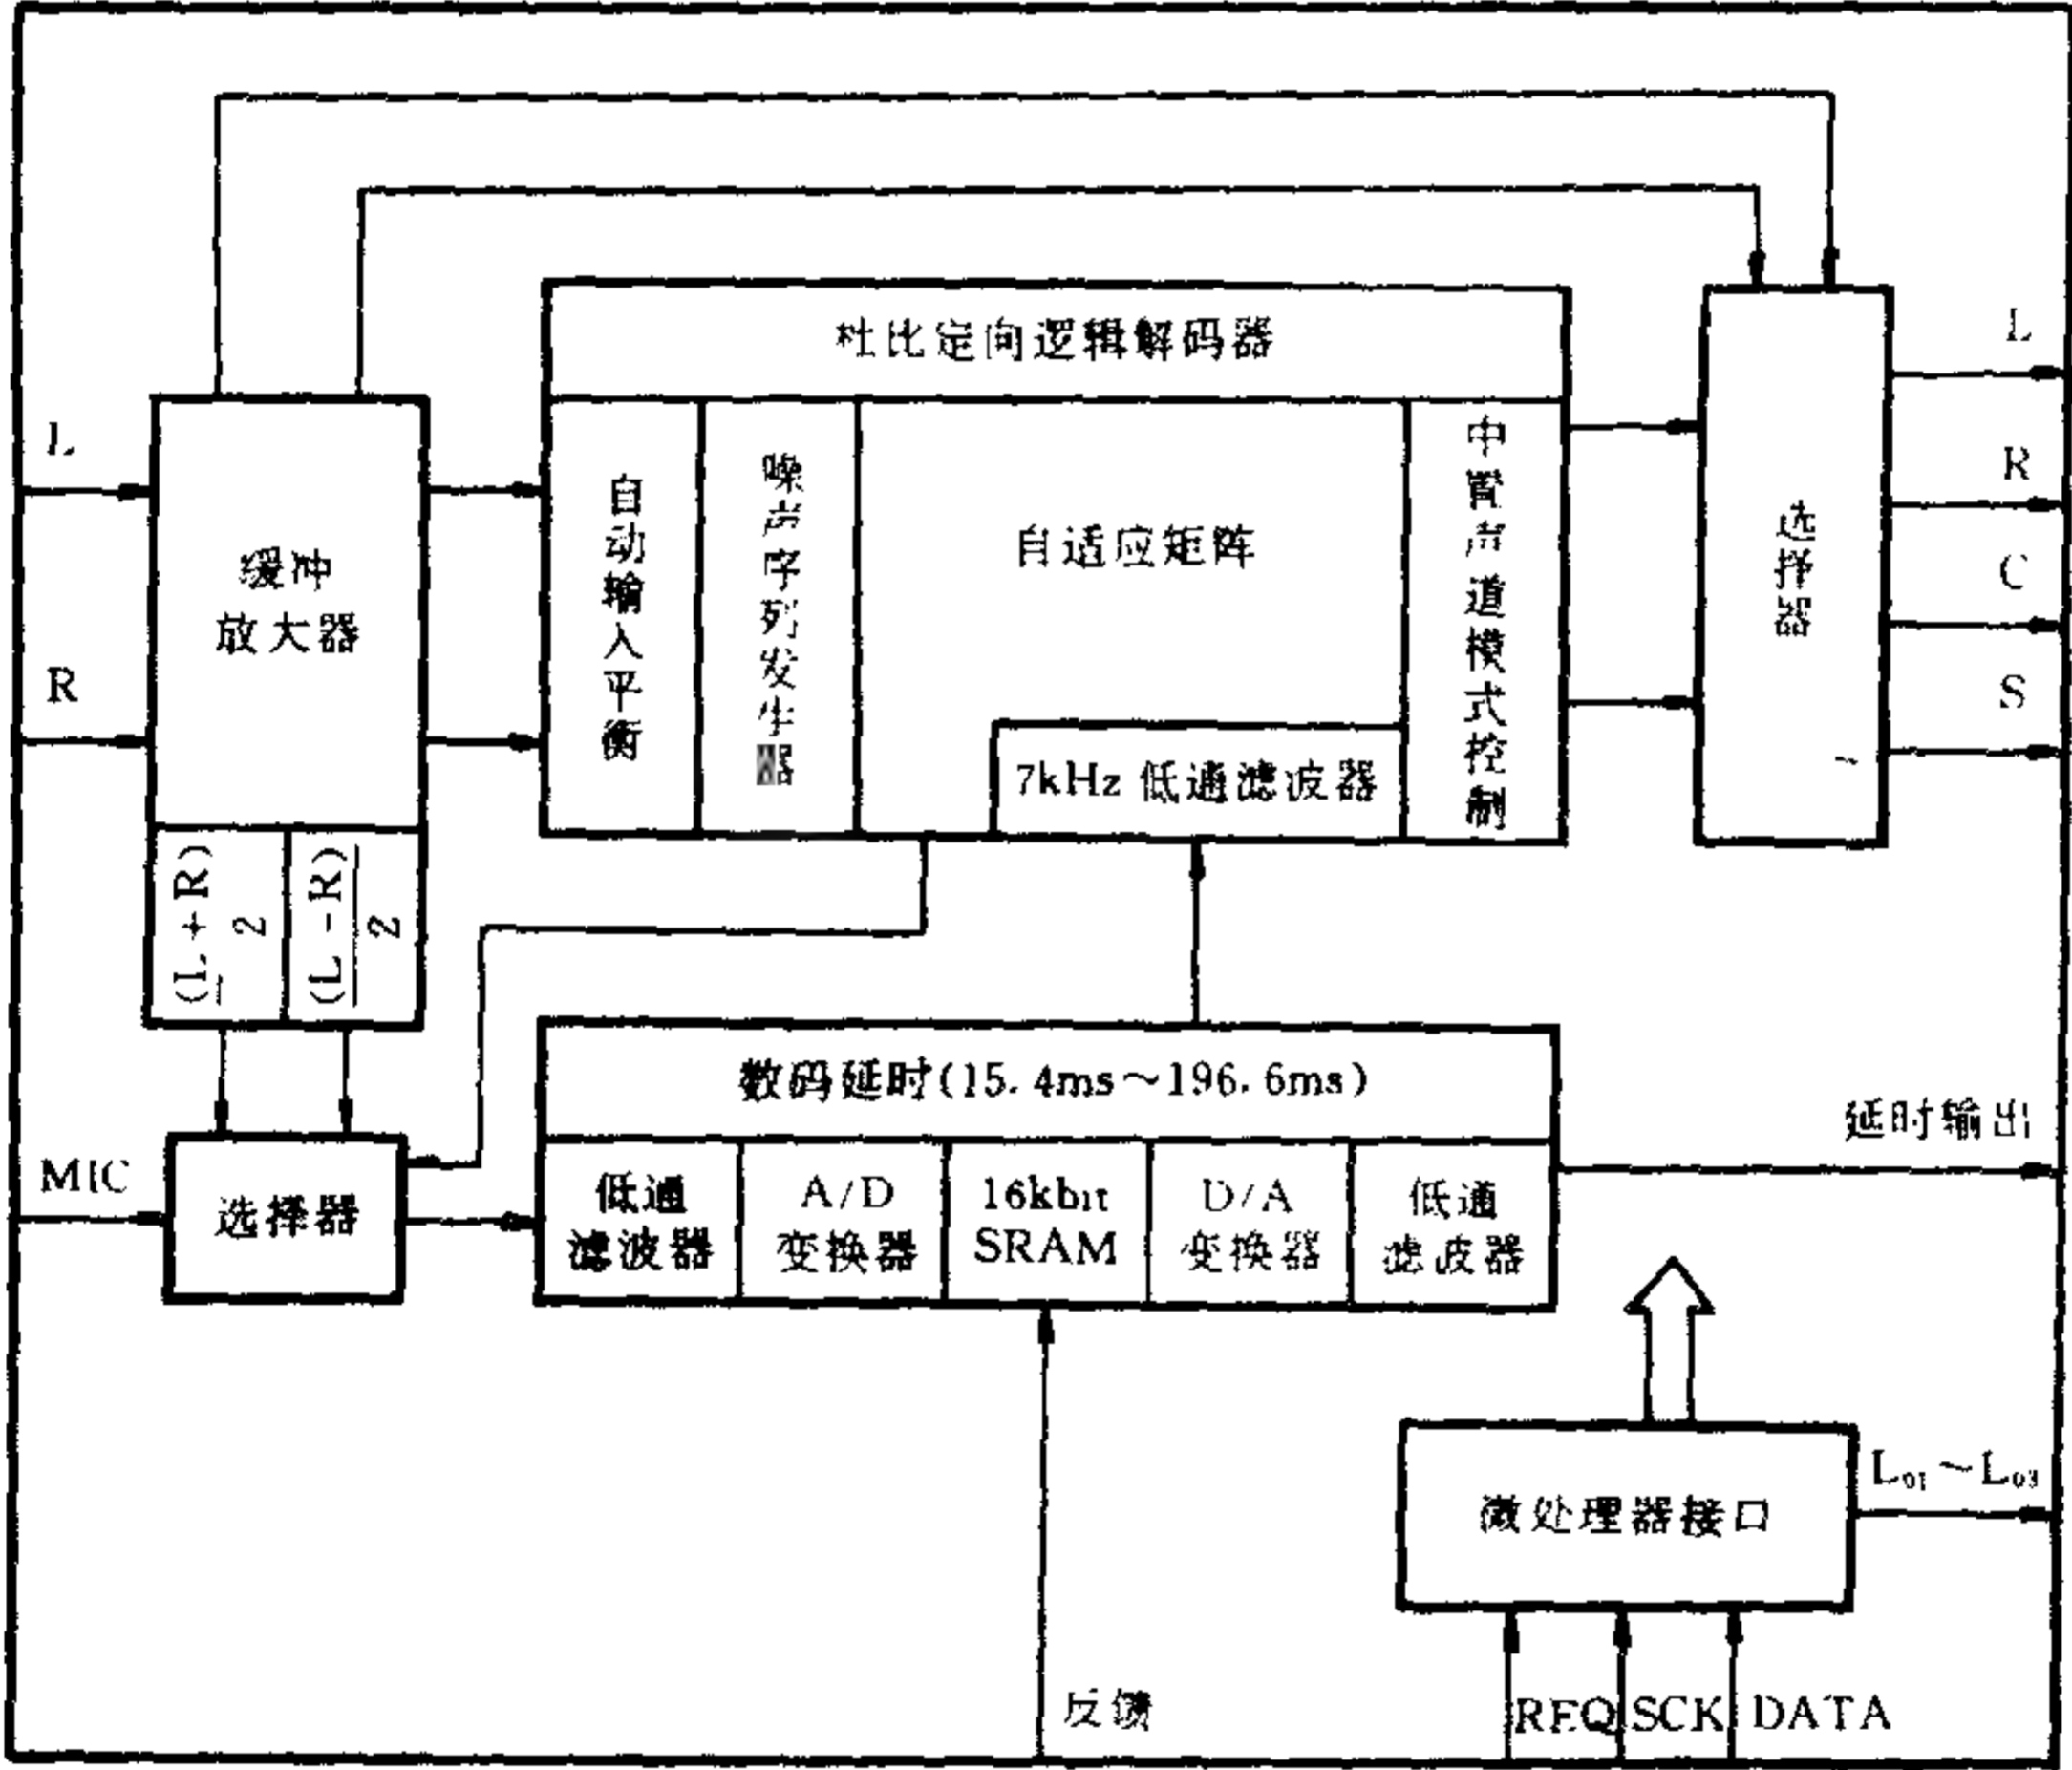 杜比定向逻辑解码器
L
R
缓冲
放大器
自动输入平衡
噪声序列发生器
自适应矩阵
7kHz 低通滤波器
中置声道模式控制
选择器
L
R
C
S
(L+R)
2
(L-R)
2
数码延时(15.4ms～196.6ms)
延时输出
MIC
选择器
低通
滤波器
A/D
变换器
16kbit
SRAM
D/A
变换器
低通
滤波器
微处理器接口
L01～L03
反馈
REQ
SCK
DATA